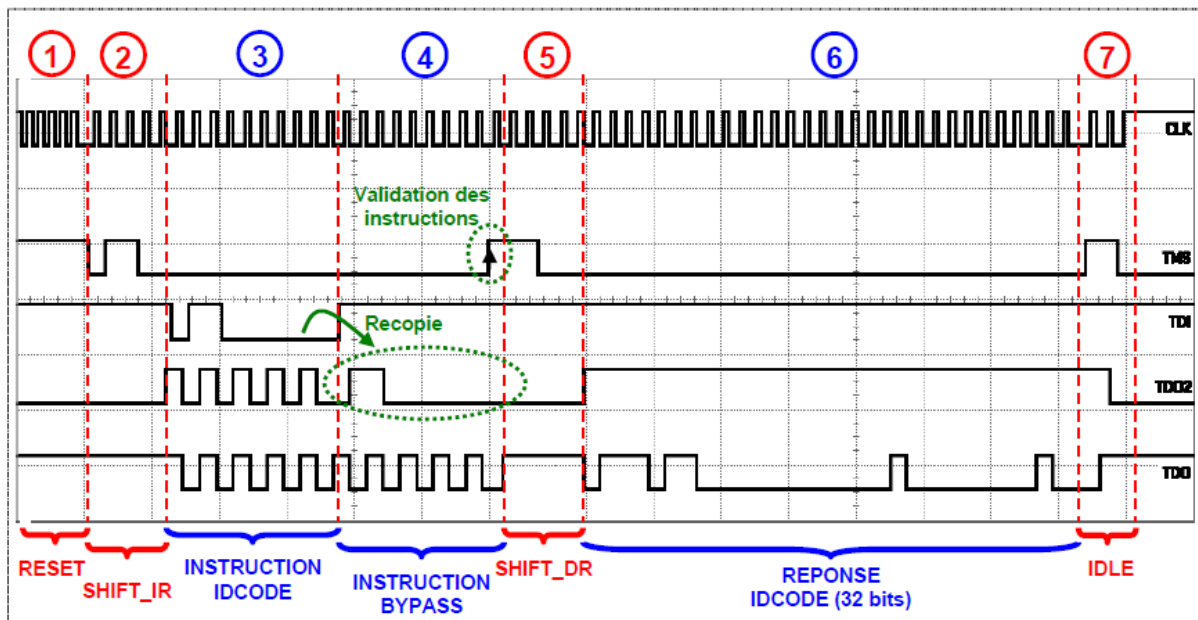 1 2 3 4 5 6 7
CLK
Validation des
instructions
TMS
TDI
Recopie
TDO2
TDO
RESET
SHIFT_IR
INSTRUCTION
IDCODE
INSTRUCTION
BYPASS
SHIFT_DR
REPONSE
IDCODE (32 bits)
IDLE